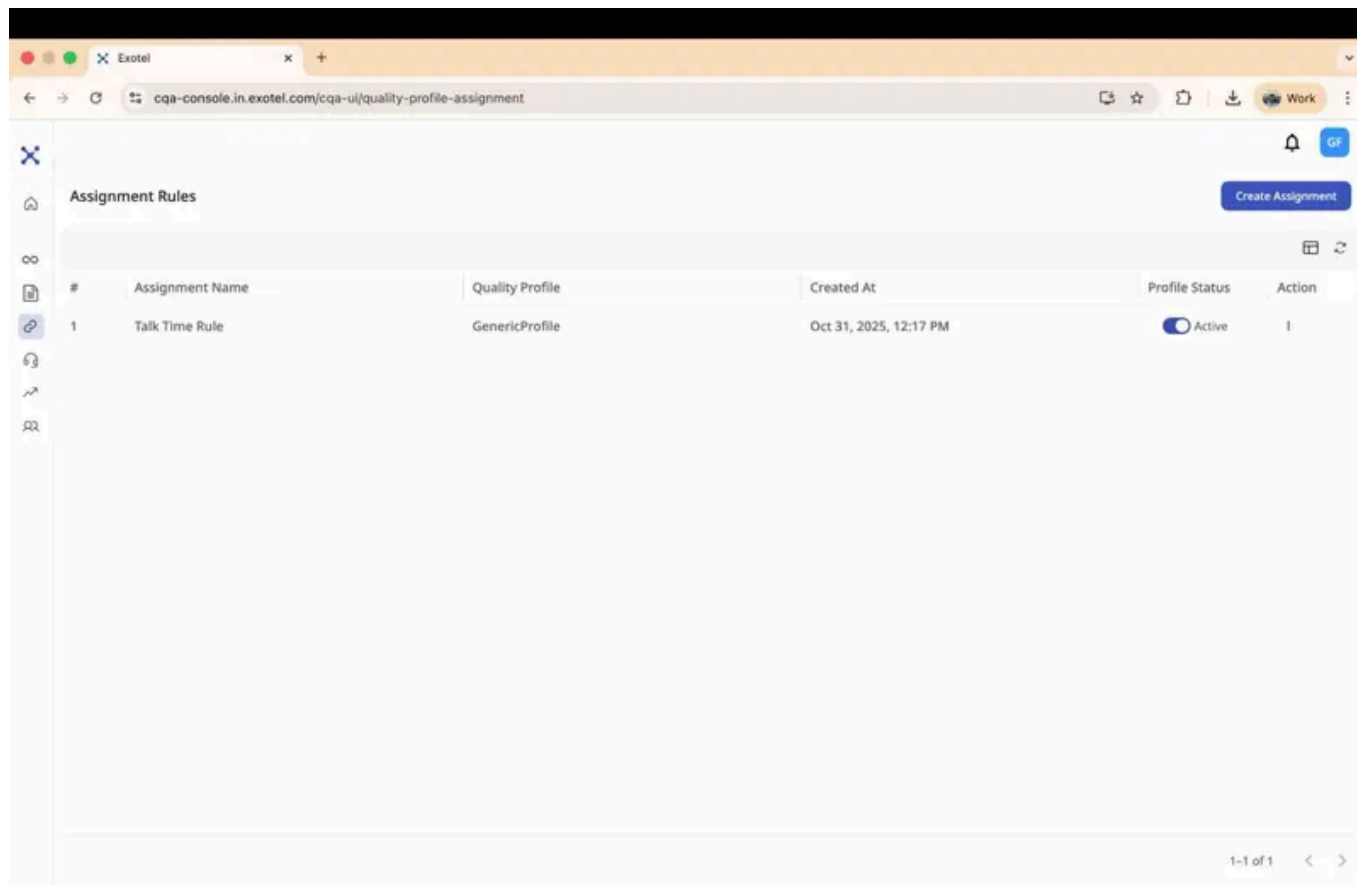 Exotel
cqa-console.in.exotel.com/cqa-ui/quality-profile-assignment
Work
GF
Assignment Rules
Create Assignment
# Assignment Name Quality Profile Created At Profile Status Action
1 Talk Time Rule GenericProfile Oct 31, 2025, 12:17 PM Active
1–1 of 1